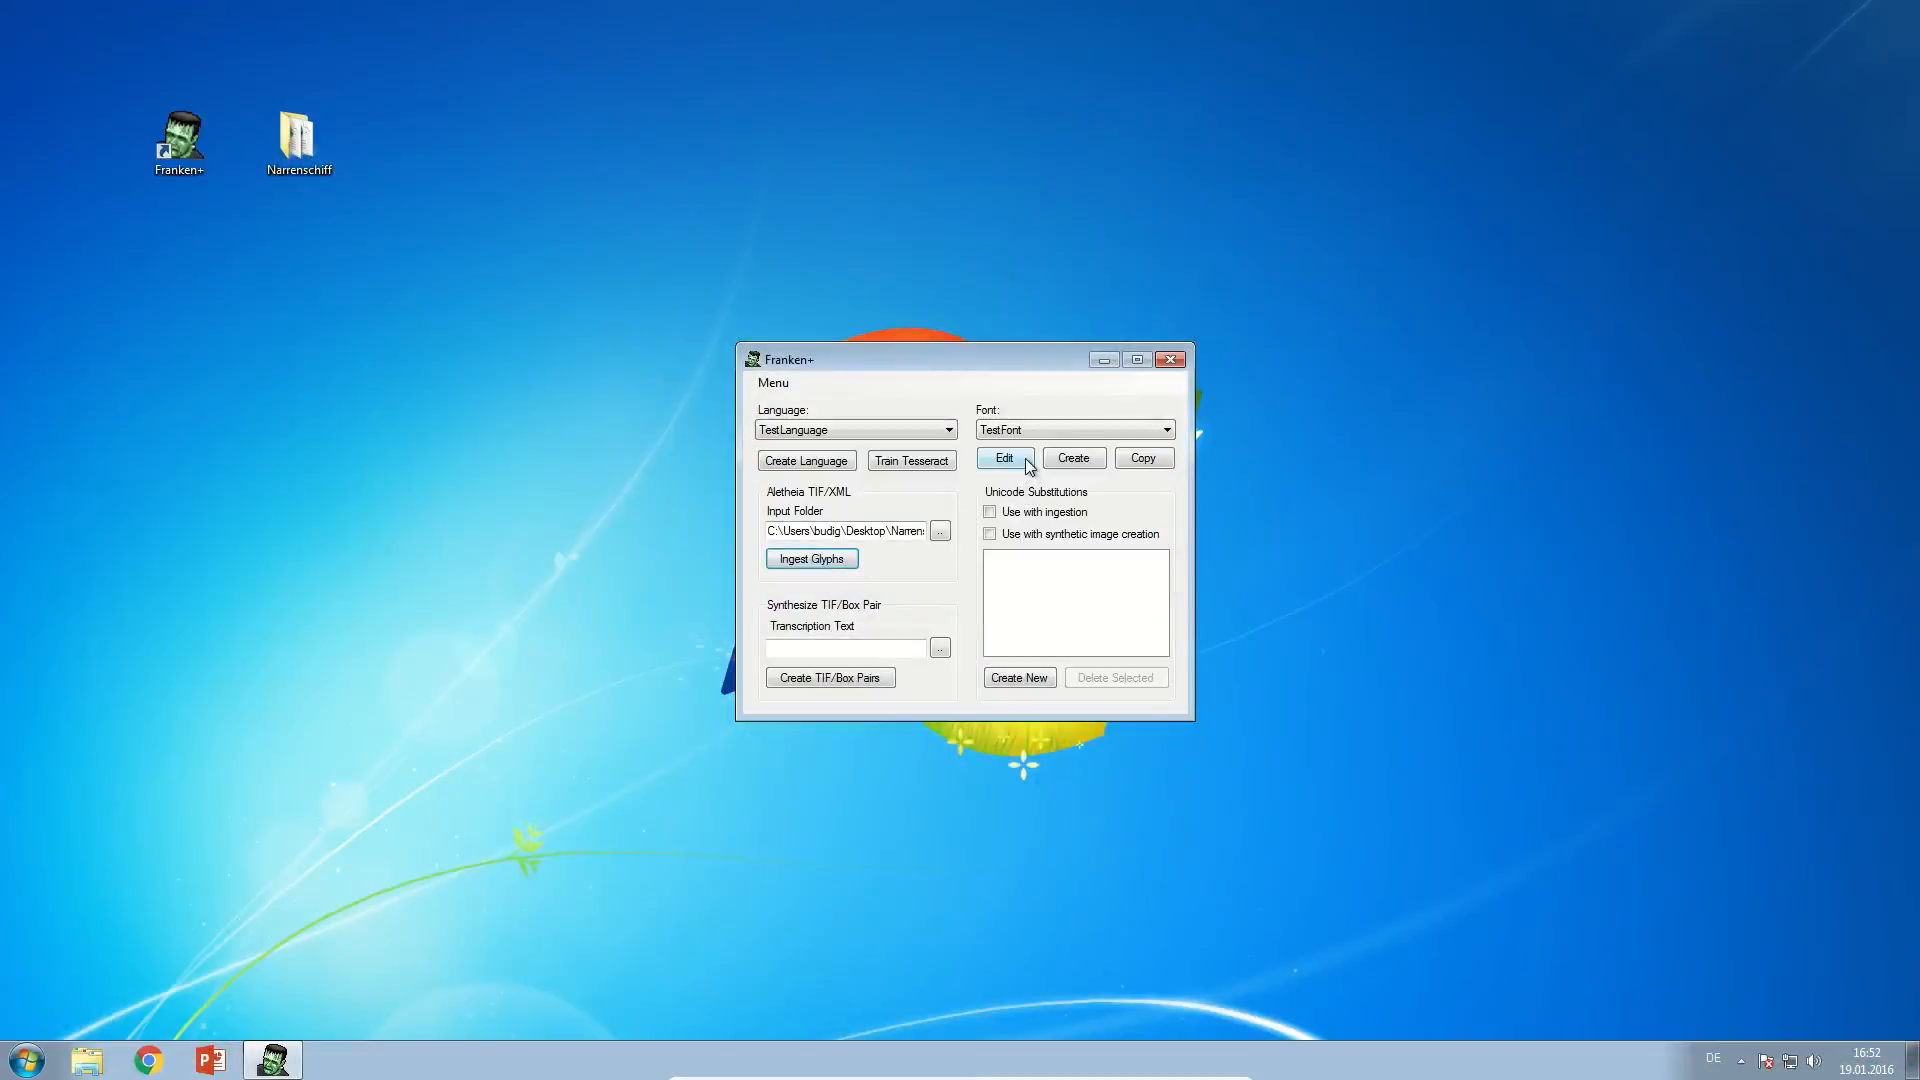 Franken+
Narrenschiff
Franken+
Menu
Language:
Font:
TestLanguage
TestFont
Create Language
Train Tesseract
Edit
Create
Copy
Aletheia TIF/XML
Input Folder
C:\Users\budig\Desktop\Narrens
..
Ingest Glyphs
Unicode Substitutions
Use with ingestion
Use with synthetic image creation
Synthesize TIF/Box Pair
Transcription Text
..
Create TIF/Box Pairs
Create New
Delete Selected
DE
16:52
19.01.2016